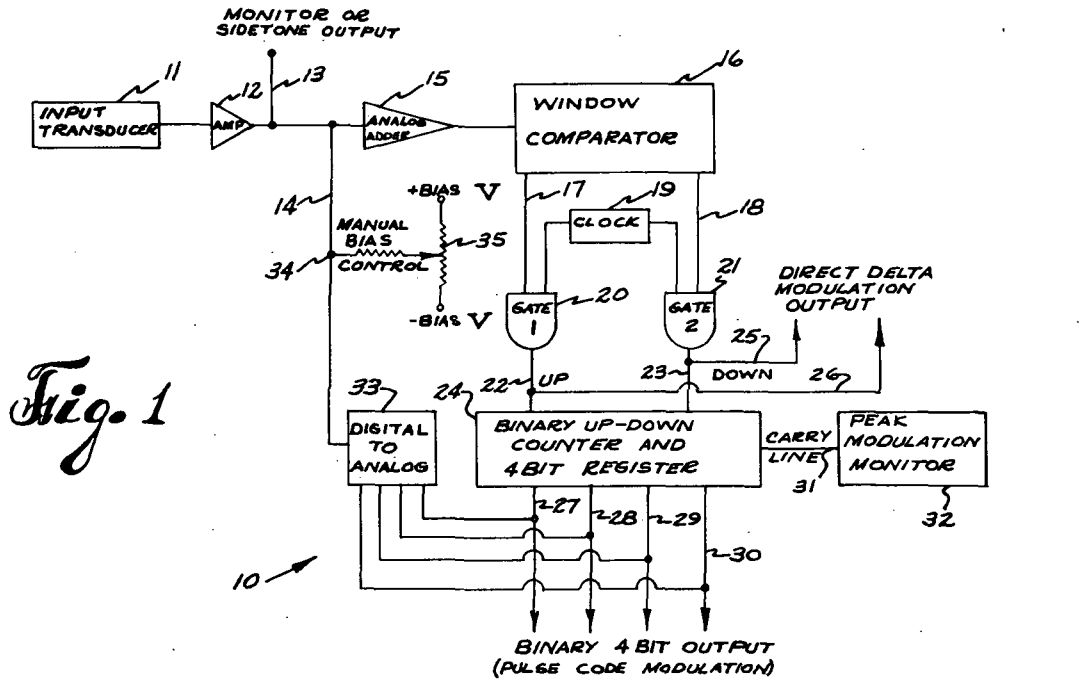 MONITOR OR
SIDETONE OUTPUT
11
12
13
15
16
INPUT
TRANSDUCER
AMP.
ANALOG
ADDER
WINDOW
COMPARATOR
14
+BIAS V
17
19
18
CLOCK
MANUAL
BIAS
CONTROL
35
34
-BIAS V
GATE
1
20
GATE
2
21
DIRECT DELTA
MODULATION
OUTPUT
25
DOWN
22
UP
23
26
Fig. 1
33
24
DIGITAL
TO
ANALOG
BINARY UP-DOWN
COUNTER AND
4BIT REGISTER
CARRY
LINE
31
PEAK
MODULATION
MONITOR
32
27
28
29
30
10
BINARY 4 BIT OUTPUT
(PULSE CODE MODULATION)